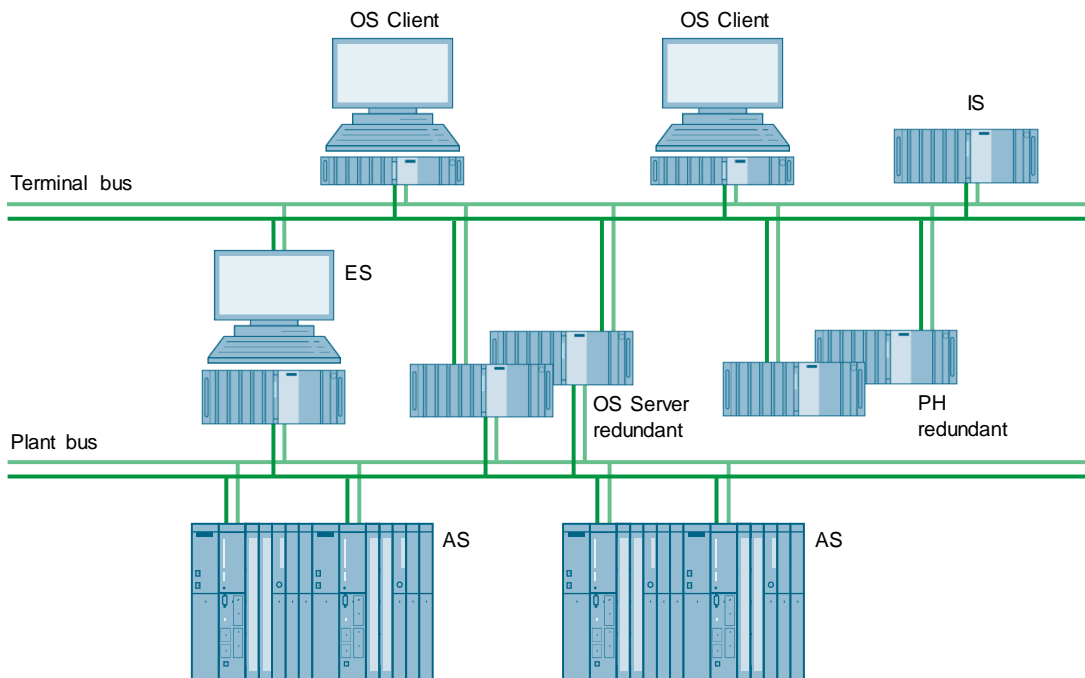 OS Client
OS Client
IS
Terminal bus
ES
OS Server
redundant
PH
redundant
Plant bus
AS
AS